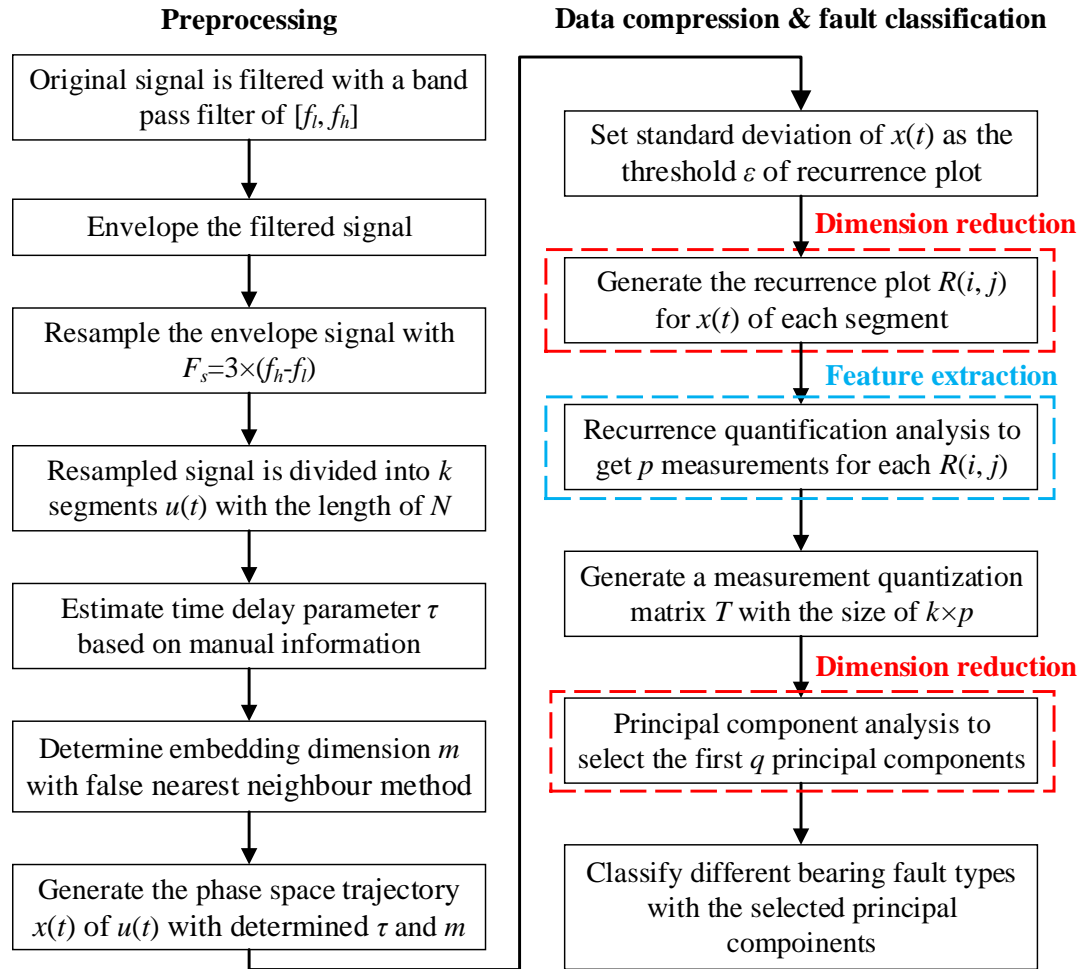 Preprocessing
Original signal is filtered with a band
pass filter of [fl, fh]
Envelope the filtered signal
Resample the envelope signal with
Fs=3×(fh-fl)
Resampled signal is divided into k
segments u(t) with the length of N
Estimate time delay parameter τ
based on manual information
Determine embedding dimension m
with false nearest neighbour method
Generate the phase space trajectory
x(t) of u(t) with determined τ and m
Data compression & fault classification
Set standard deviation of x(t) as the
threshold ε of recurrence plot
Dimension reduction
Generate the recurrence plot R(i, j)
for x(t) of each segment
Feature extraction
Recurrence quantification analysis to
get p measurements for each R(i, j)
Generate a measurement quantization
matrix T with the size of k×p
Dimension reduction
Principal component analysis to
select the first q principal components
Classify different bearing fault types
with the selected principal
compoinents